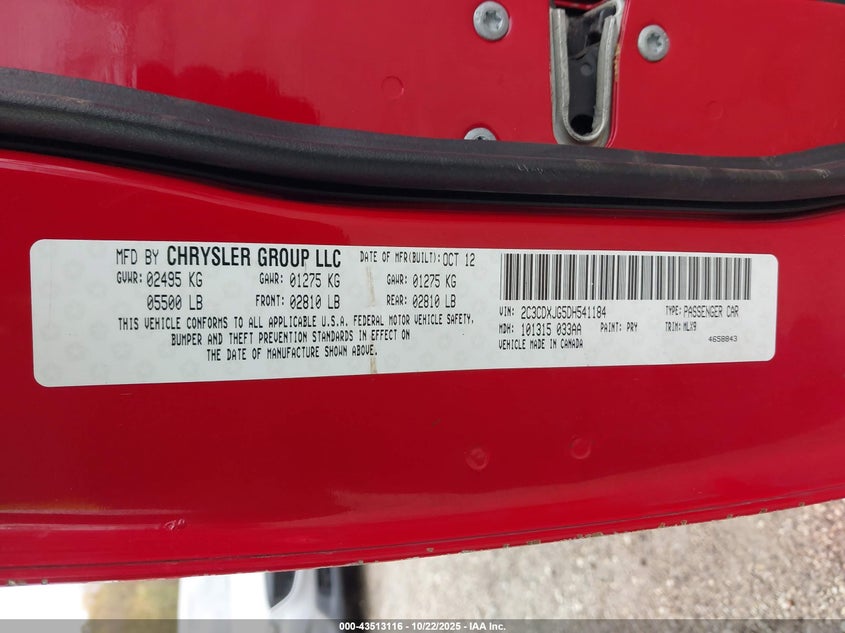 MFD BY CHRYSLER GROUP LLC DATE OF MFR(BUILT): OCT 12
GVWR: 02495 KG GAWR: 01275 KG GAWR: 01275 KG
05500 LB FRONT: 02810 LB REAR: 02810 LB
THIS VEHICLE CONFORMS TO ALL APPLICABLE U.S.A. FEDERAL MOTOR VEHICLE SAFETY,
BUMPER AND THEFT PREVENTION STANDARDS IN EFFECT ON
THE DATE OF MANUFACTURE SHOWN ABOVE.
VIN: 2C3CDXJG5DH541184 TYPE: PASSENGER CAR
MDH: 101315 033AA PAINT: PRY TRIM: MLX9
VEHICLE MADE IN CANADA 4658843
000-43513116 - 10/22/2025 - IAA Inc.